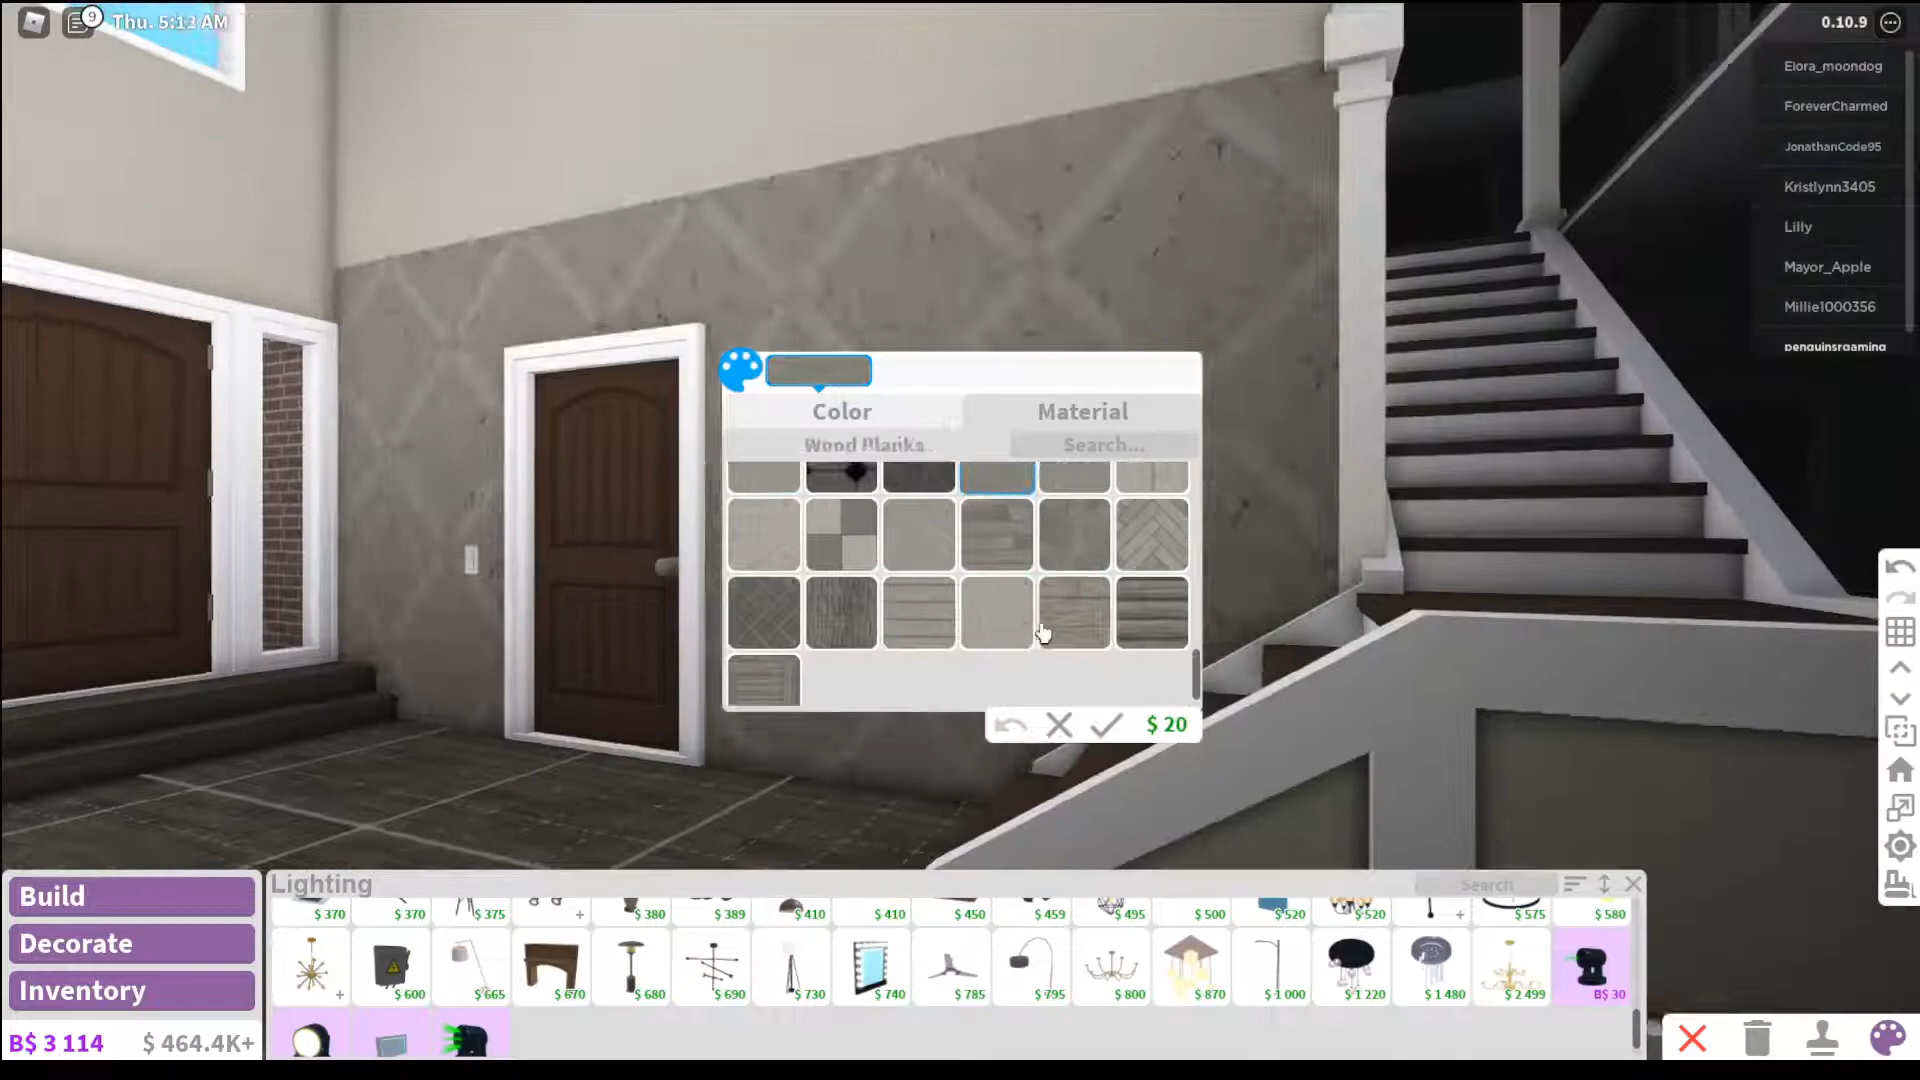 9
Thu. 5:13 AM
0.10.9
Elora_moondog
ForeverCharmed
JonathanCode95
Kristlynn3405
Lilly
Mayor_Apple
Millie1000356
penguinsrgaming
Color
Material
Wood Planks
Search...
$ 20
Build
Decorate
Inventory
B$ 3 114
$ 464.4K+
Lighting
Search
$ 370
$ 370
$ 375
+
$ 380
$ 389
$ 410
$ 410
$ 450
$ 459
$ 495
$ 500
$ 520
$ 520
+
$ 575
$ 580
+
$ 600
$ 665
$ 670
$ 680
$ 690
$ 730
$ 740
$ 785
$ 795
$ 800
$ 870
$ 1 000
$ 1 220
$ 1 480
$ 2 499
B$ 30